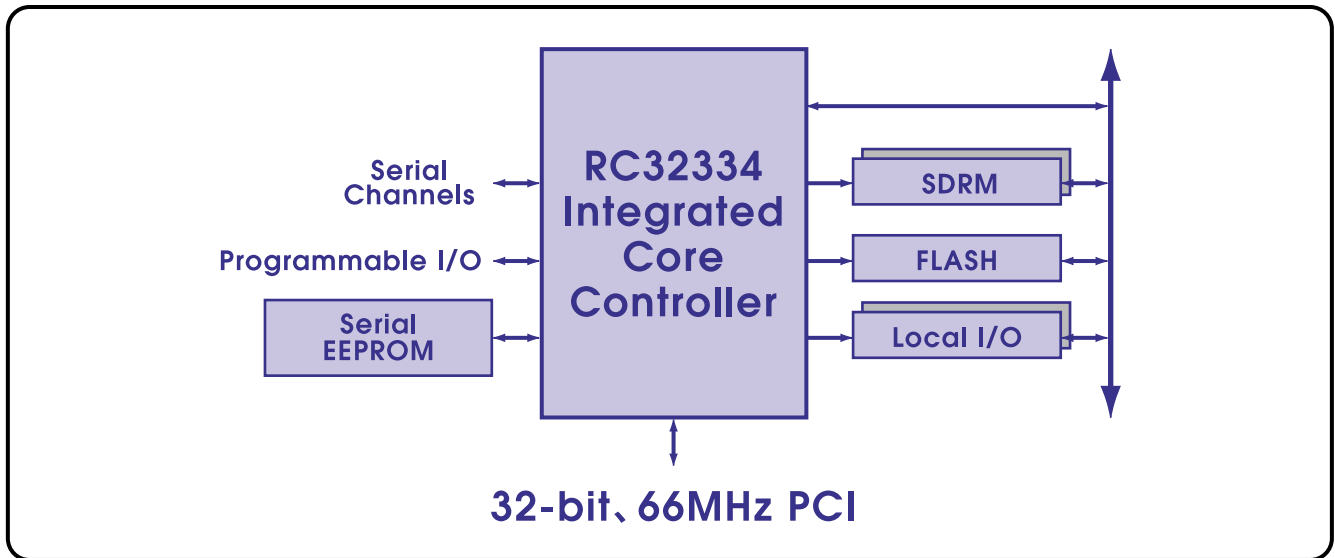 Serial
Channels
Programmable I/O
Serial
EEPROM
RC32334
Integrated
Core
Controller
SDRM
FLASH
Local I/O
32-bit、66MHz PCI